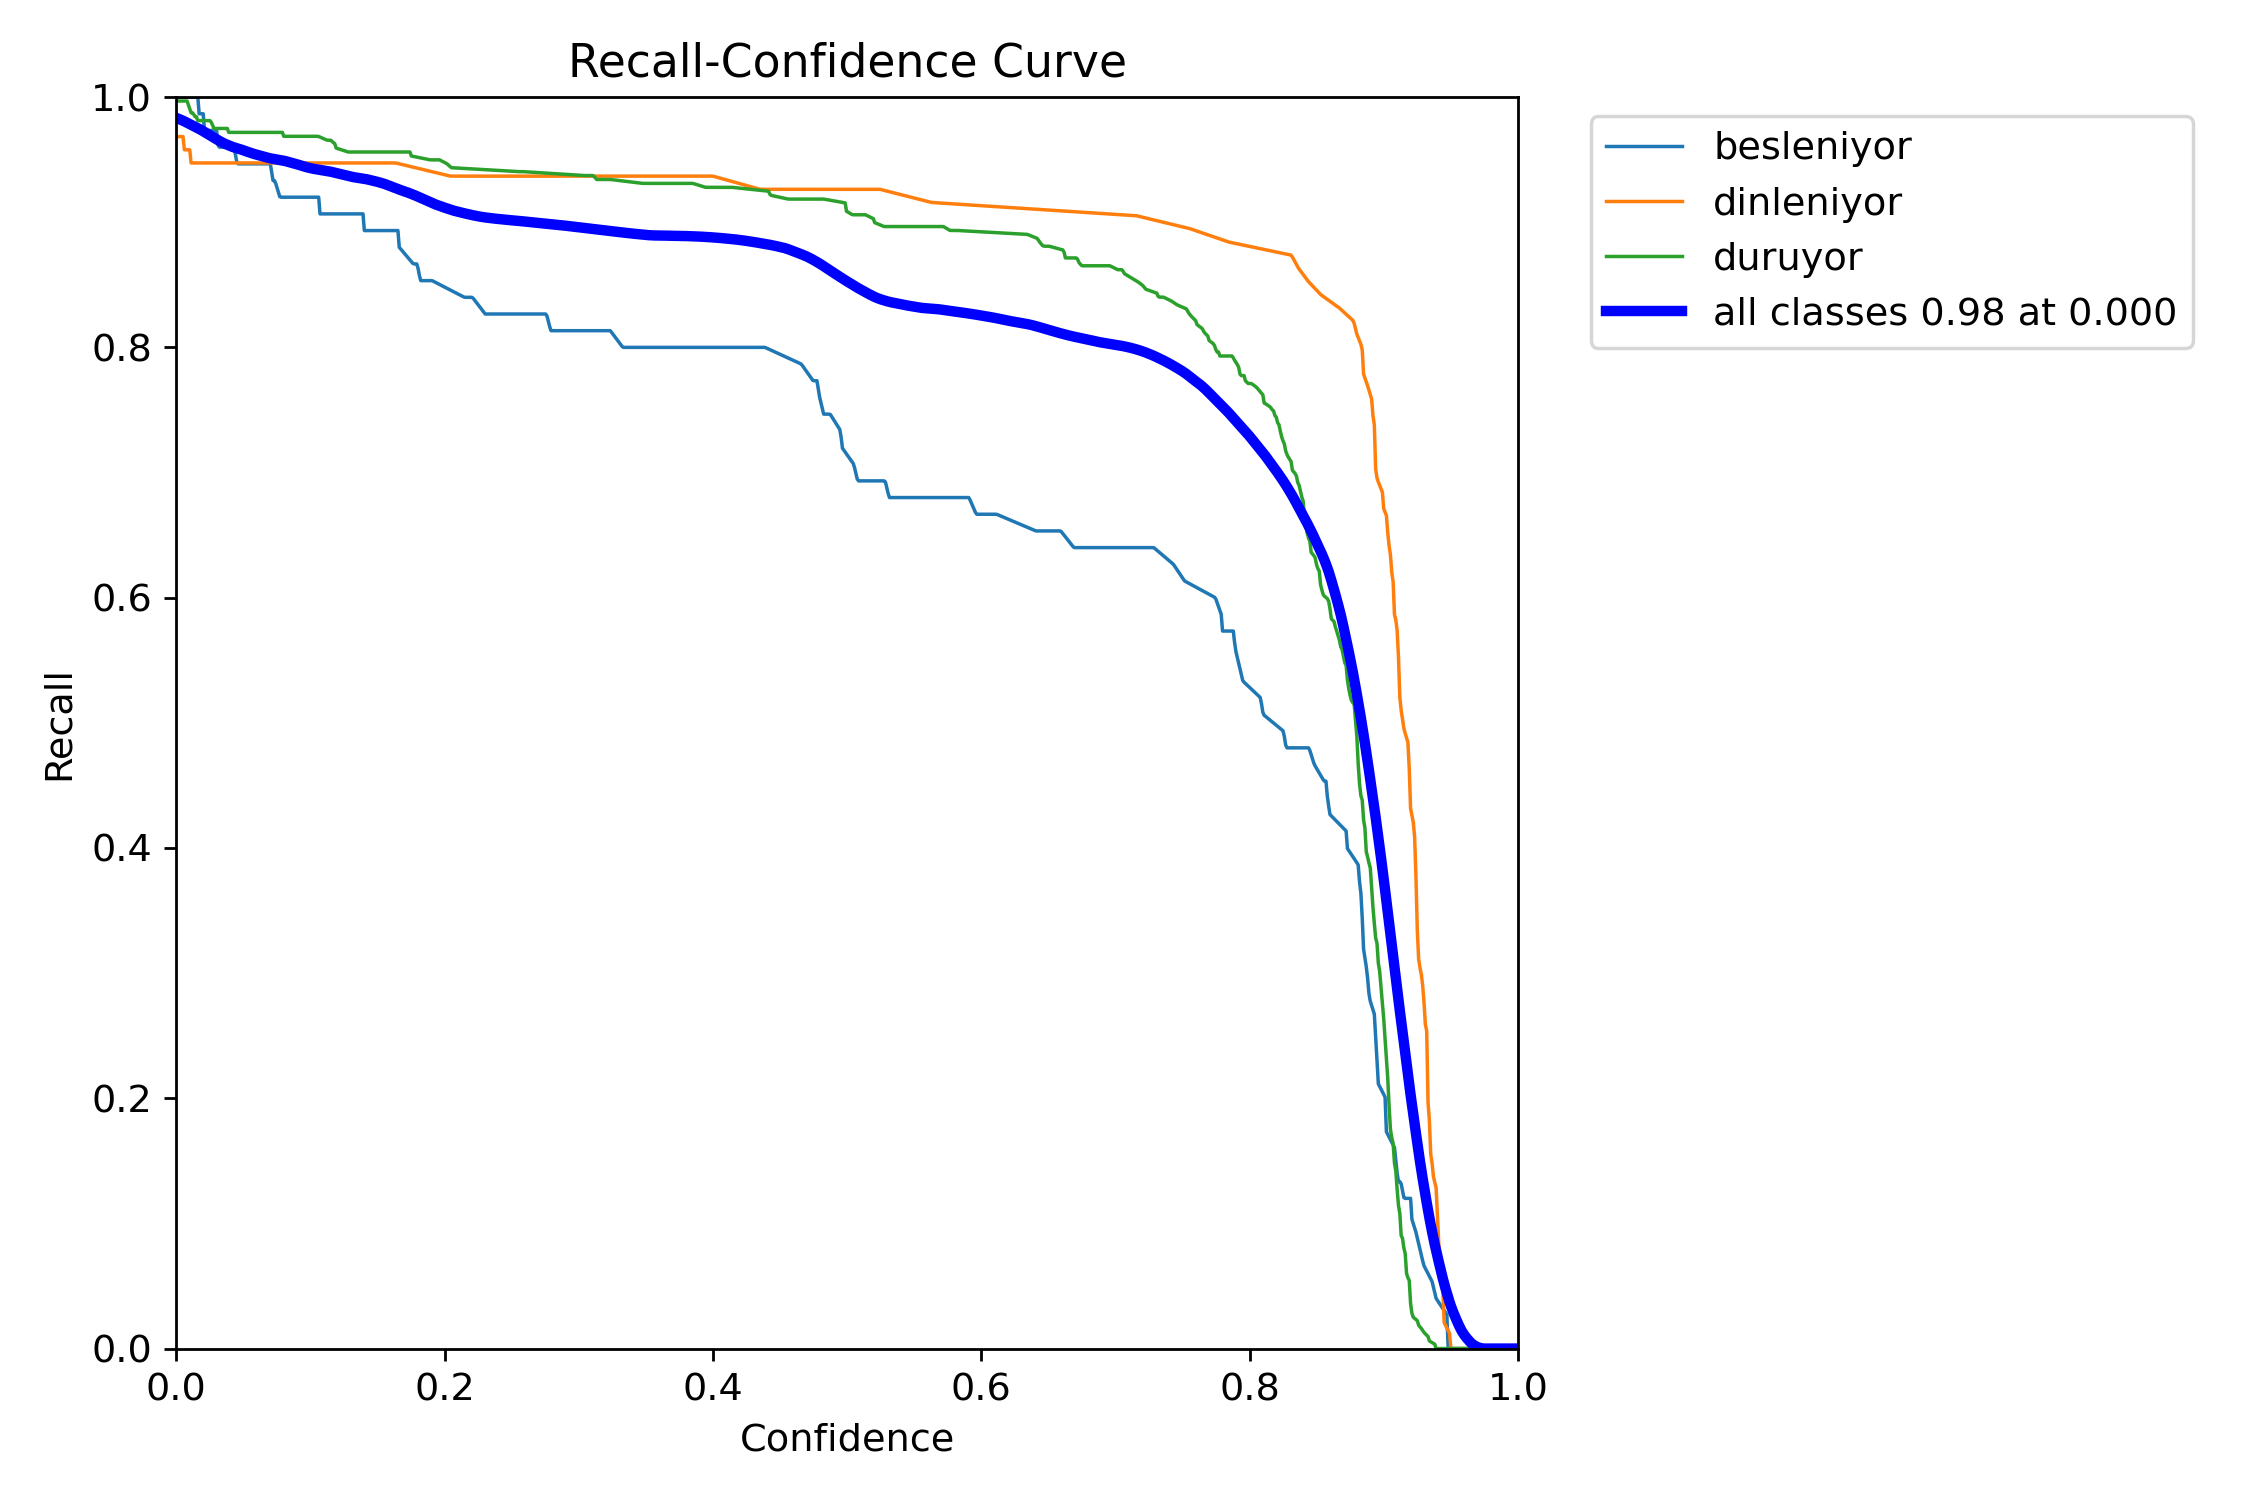 Recall-Confidence Curve
1.0
0.8
0.6
0.4
0.2
0.0
Recall
0.0 0.2 0.4 0.6 0.8 1.0
Confidence
besleniyor
dinleniyor
duruyor
all classes 0.98 at 0.000